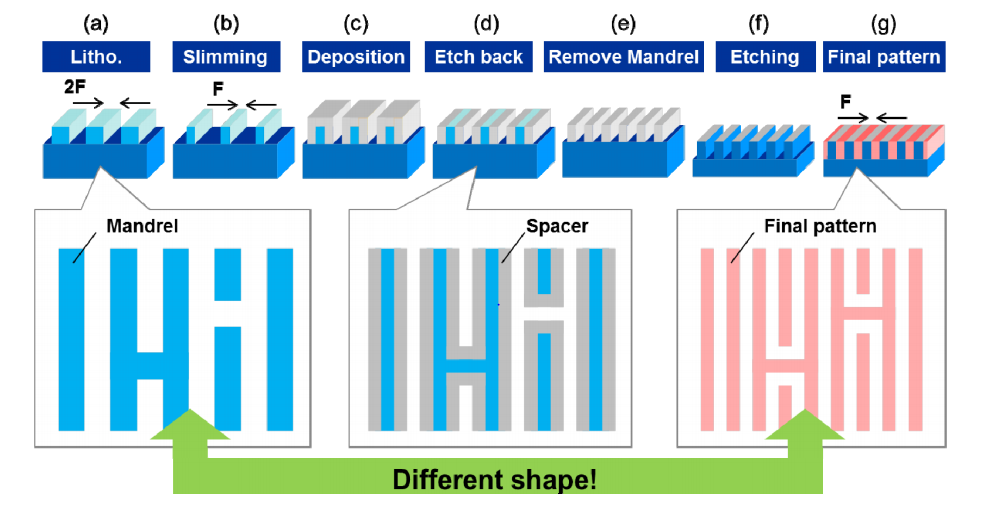 (a) (b) (c) (d) (e) (f) (g)
Litho. Slimming Deposition Etch back Remove Mandrel Etching Final pattern
2F F F
Mandrel Spacer Final pattern
Different shape!